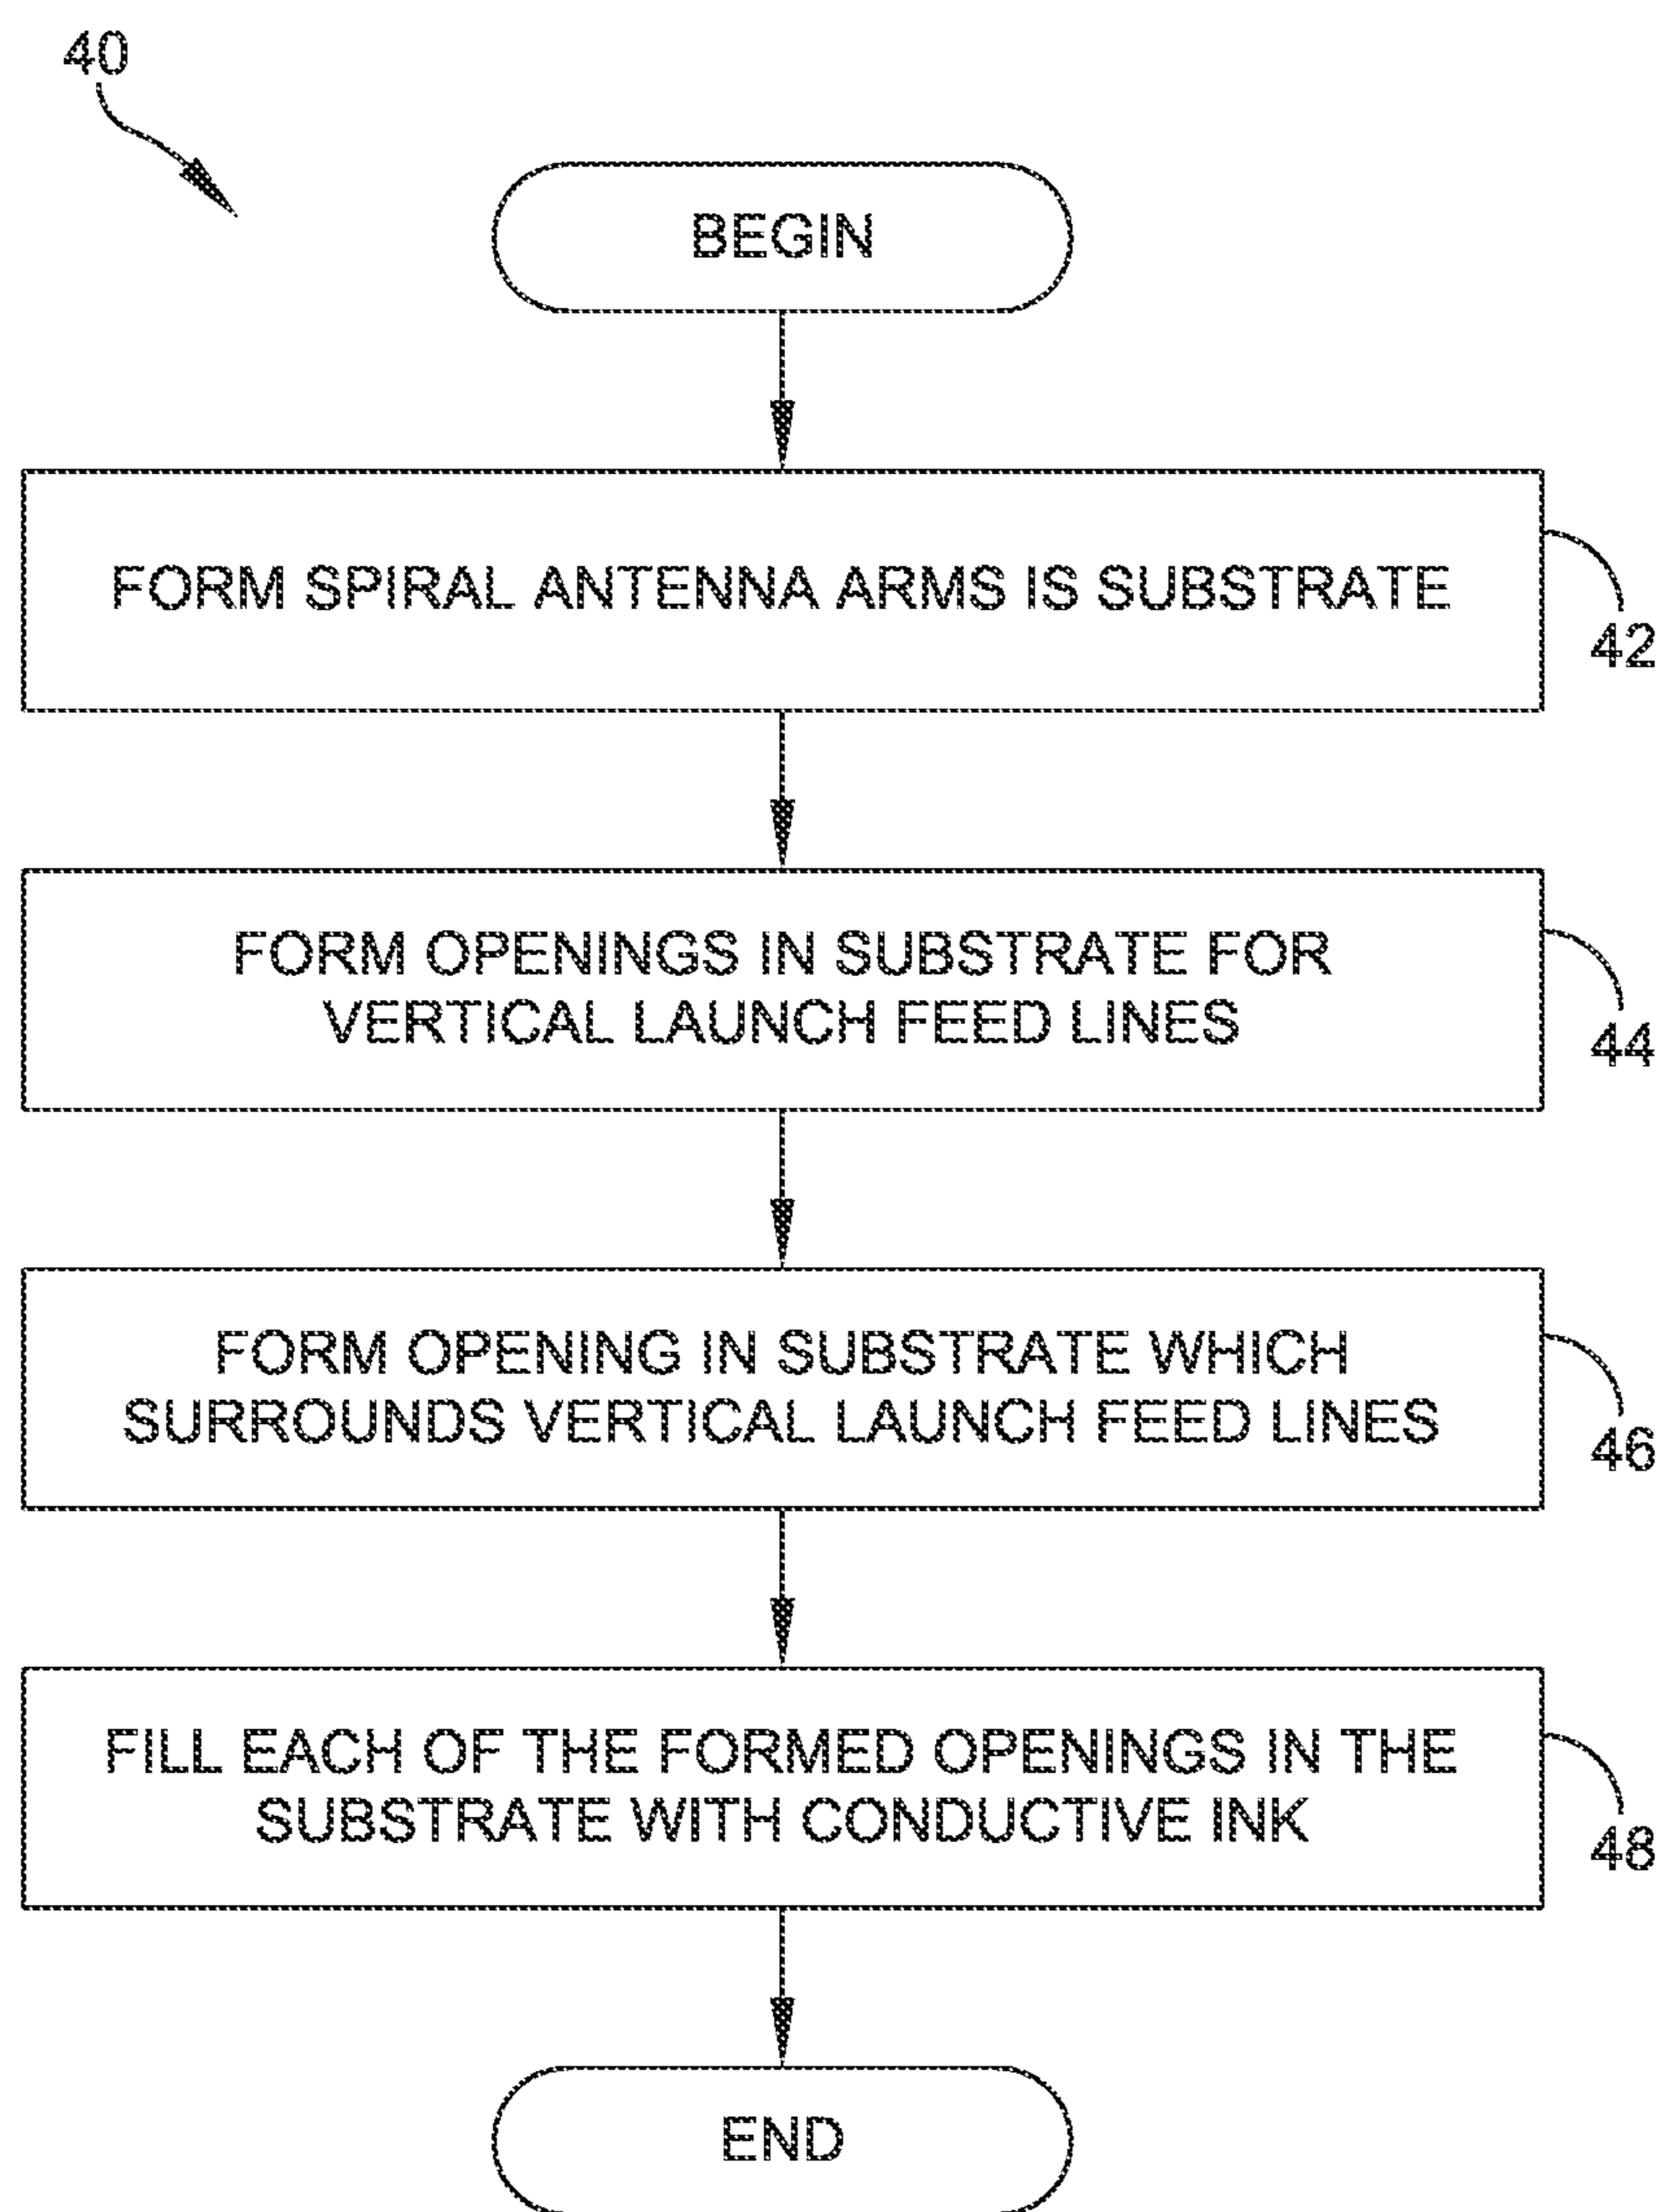 40
BEGIN
FORM SPIRAL ANTENNA ARMS IS SUBSTRATE
42
FORM OPENINGS IN SUBSTRATE FOR
VERTICAL LAUNCH FEED LINES
44
FORM OPENING IN SUBSTRATE WHICH
SURROUNDS VERTICAL LAUNCH FEED LINES
46
FILL EACH OF THE FORMED OPENINGS IN THE
SUBSTRATE WITH CONDUCTIVE INK
48
END